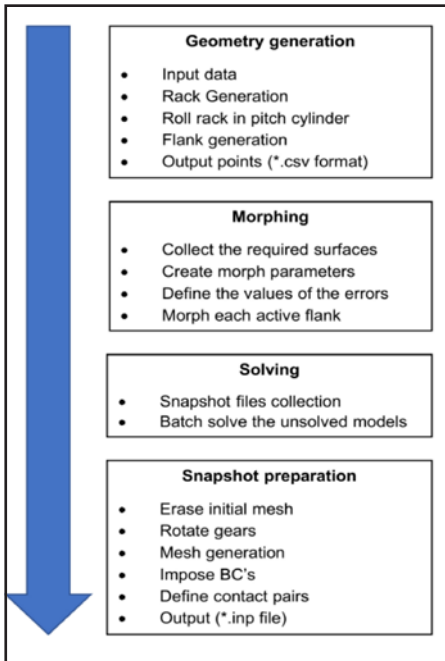 Geometry generation
• Input data
• Rack Generation
• Roll rack in pitch cylinder
• Flank generation
• Output points (*.csv format)
Morphing
• Collect the required surfaces
• Create morph parameters
• Define the values of the errors
• Morph each active flank
Solving
• Snapshot files collection
• Batch solve the unsolved models
Snapshot preparation
• Erase initial mesh
• Rotate gears
• Mesh generation
• Impose BC's
• Define contact pairs
• Output (*.inp file)